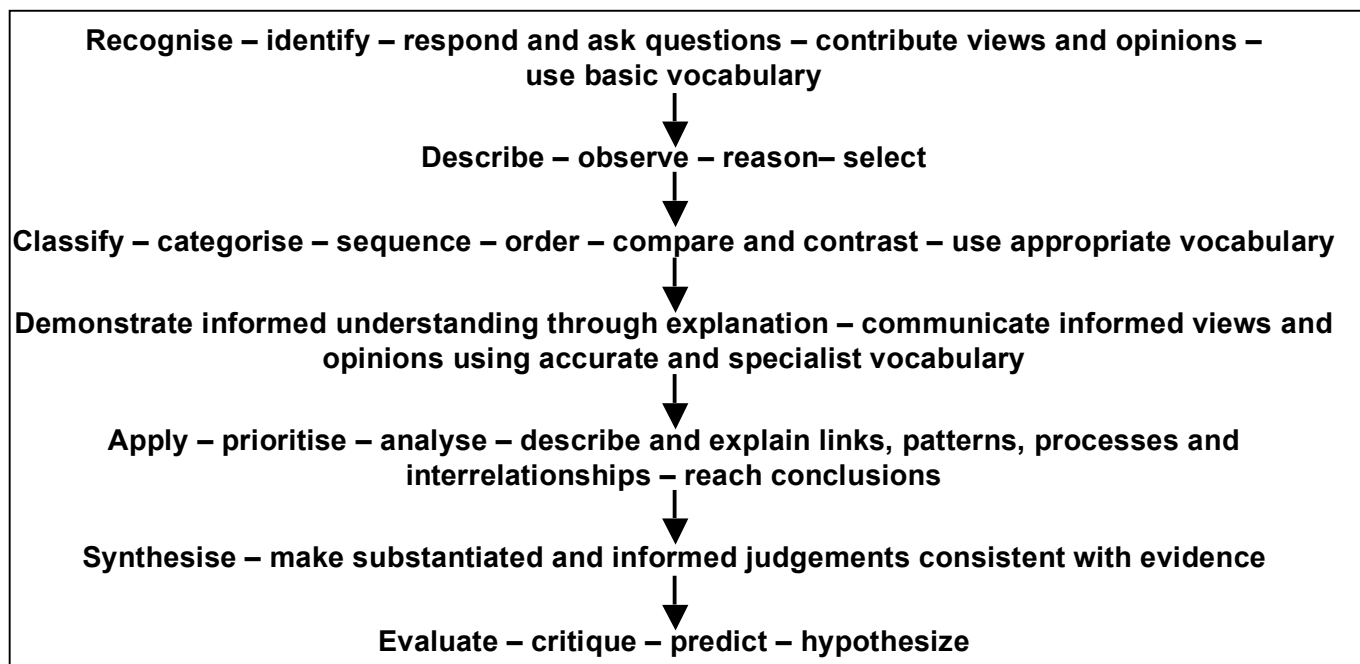 Recognise – identify – respond and ask questions – contribute views and opinions –
use basic vocabulary
Describe – observe – reason– select
Classify – categorise – sequence – order – compare and contrast – use appropriate vocabulary
Demonstrate informed understanding through explanation – communicate informed views and
opinions using accurate and specialist vocabulary
Apply – prioritise – analyse – describe and explain links, patterns, processes and
interrelationships – reach conclusions
Synthesise – make substantiated and informed judgements consistent with evidence
Evaluate – critique – predict – hypothesize